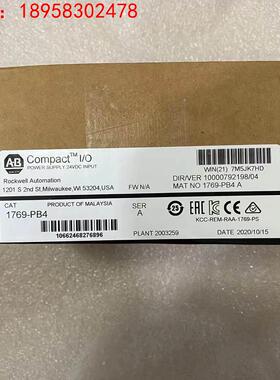 18958302478
AB Compact™ I/O
POWER SUPPLY 24VDC INPUT
Rockwell Automation
1201 S 2nd St,Milwaukee,WI 53204,USA
FW N/A
WIN(21) 7M5JK7H0
DIR/VER 10000792198/04
MAT NO 1769-PB4 A
CAT
PRODUCT OF MALAYSIA
1769-PB4
SER
A
10662468276896
PLANT 2003259
25
KCC-REM-RAA-1769-PS
DATE 2020/10/15